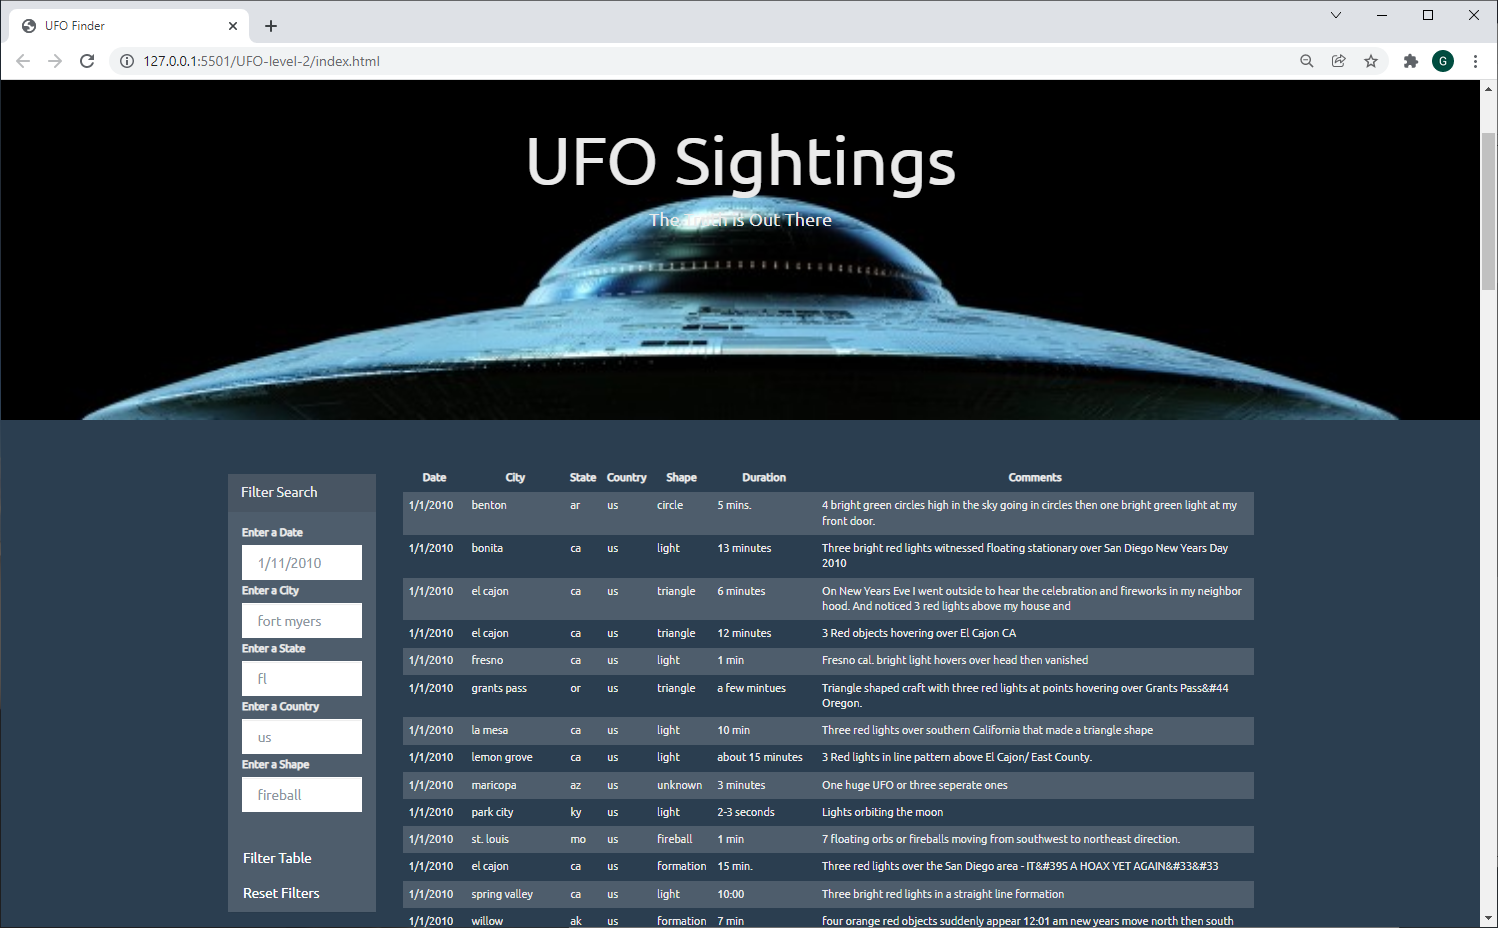 UFO Finder
127.0.0.1:5501/UFO-level-2/index.html
G
UFO Sightings
The Truth is Out There
Filter Search
Enter a Date
1/11/2010
Enter a City
fort myers
Enter a State
fl
Enter a Country
us
Enter a Shape
fireball
Filter Table
Reset Filters
Date City State Country Shape Duration Comments
1/1/2010 benton ar us circle 5 mins. 4 bright green circles high in the sky going in circles then one bright green light at my
front door.
1/1/2010 bonita ca us light 13 minutes Three bright red lights witnessed floating stationary over San Diego New Years Day
2010
1/1/2010 el cajon ca us triangle 6 minutes On New Years Eve I went outside to hear the celebration and fireworks in my neighbor
hood. And noticed 3 red lights above my house and
1/1/2010 el cajon ca us triangle 12 minutes 3 Red objects hovering over El Cajon CA
1/1/2010 fresno ca us light 1 min Fresno cal. bright light hovers over head then vanished
1/1/2010 grants pass or us triangle a few mintues Triangle shaped craft with three red lights at points hovering over Grants Pass&#44
Oregon.
1/1/2010 la mesa ca us light 10 min Three red lights over southern California that made a triangle shape
1/1/2010 lemon grove ca us light about 15 minutes 3 Red lights in line pattern above El Cajon/ East County.
1/1/2010 maricopa az us unknown 3 minutes One huge UFO or three seperate ones
1/1/2010 park city ky us light 2-3 seconds Lights orbiting the moon
1/1/2010 st. louis mo us fireball 1 min 7 floating orbs or fireballs moving from southwest to northeast direction.
1/1/2010 el cajon ca us formation 15 min. Three red lights over the San Diego area - IT&#39S A HOAX YET AGAIN&#33&#33
1/1/2010 spring valley ca us light 10:00 Three bright red lights in a straight line formation
1/1/2010 willow ak us formation 7 min four orange red objects suddenly appear 12:01 am new years move north then south